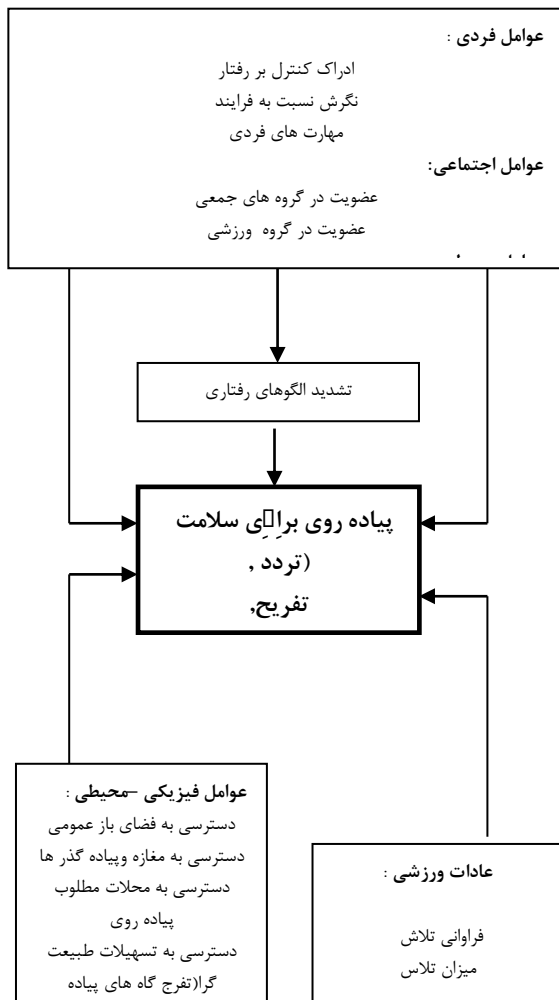 عوامل فردی :
ادراک کنترل بر رفتار
نگرش نسبت به فرایند
مهارت های فردی
عوامل اجتماعی:
عضویت در گروه های جمعی
عضویت در گروه ورزشی
تشدید الگوهای رفتاری
پیاده روی برای سلامت
(تردد ,
تفریح,
عوامل فیزیکی –محیطی :
دسترسی به فضای باز عمومی
دسترسی به مغازه وپیاده گذر ها
دسترسی به محلات مطلوب
پیاده روی
دسترسی به تسهیلات طبیعت
گرا(تفرج گاه های پیاده
عادات ورزشی :
فراوانی تلاش
میزان تلاس